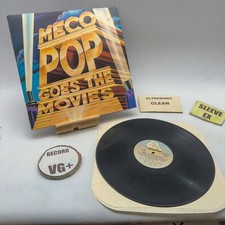 MECO
POP
GOES THE
MOVIES
ULTRASONIC
CLEAN
SLEEVE
EX
RECORD
VG+